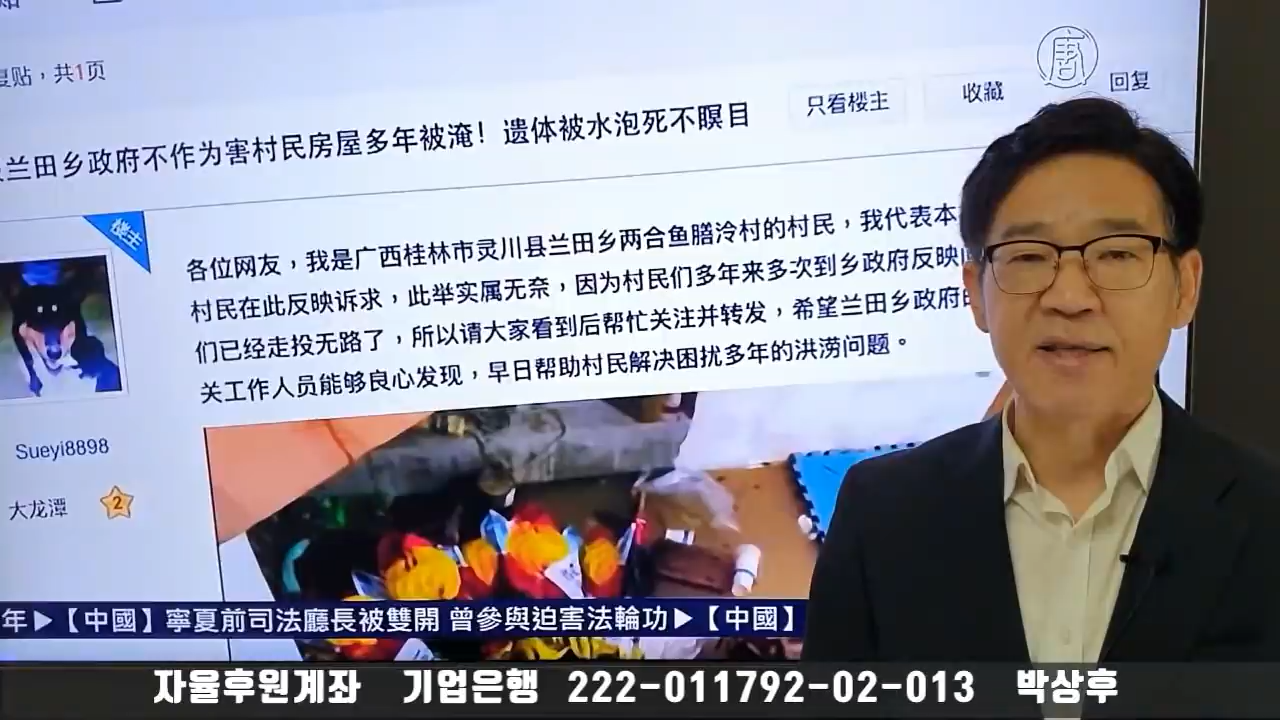 复贴，共1页
唐
兰田乡政府不作为害村民房屋多年被淹！遗体被水泡死不瞑目
只看楼主
收藏
回复
楼主
各位网友，我是广西桂林市灵川县兰田乡两合鱼膳泠村的村民，我代表本
村民在此反映诉求，此举实属无奈，因为村民们多年来多次到乡政府反映
们已经走投无路了，所以请大家看到后帮忙关注并转发，希望兰田乡政府
关工作人员能够良心发现，早日帮助村民解决困扰多年的洪涝问题。
Sueyi8898
大龙潭 2
年▶【中國】寧夏前司法廳長被雙開 曾參與迫害法輪功▶【中國】
자율후원계좌 기업은행 222-011792-02-013 박상후